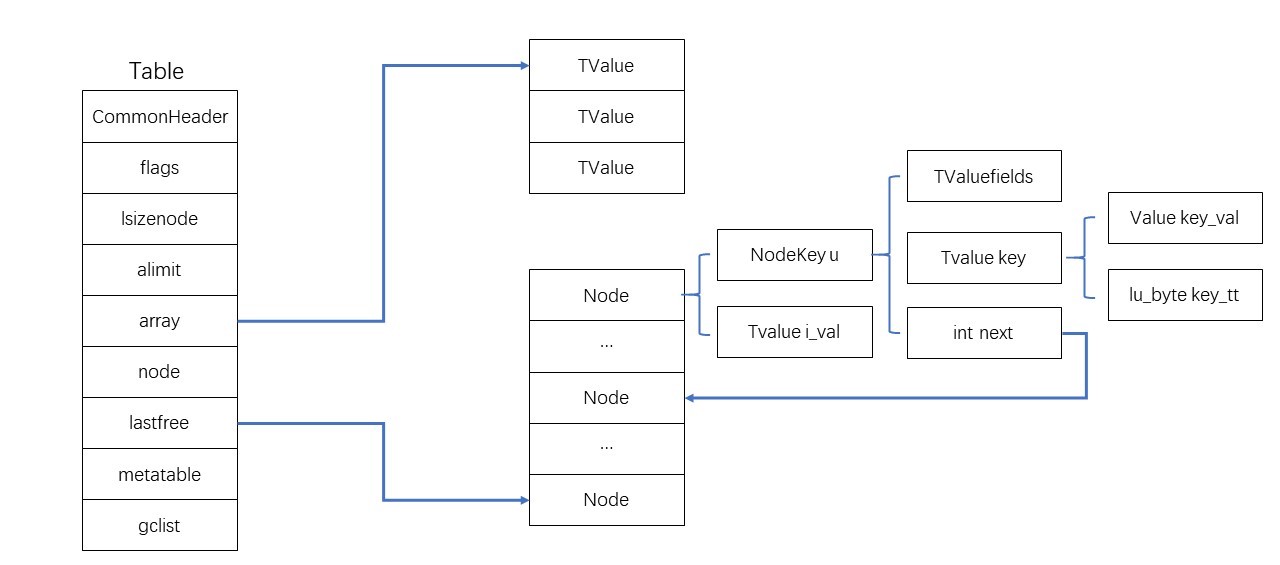 Table
CommonHeader
flags
lsizenode
alimit
array
node
lastfree
metatable
gclist
TValue
TValue
TValue
Node
...
Node
...
Node
NodeKey u
Tvalue i_val
TValuefields
Tvalue key
int next
Value key_val
lu_byte key_tt